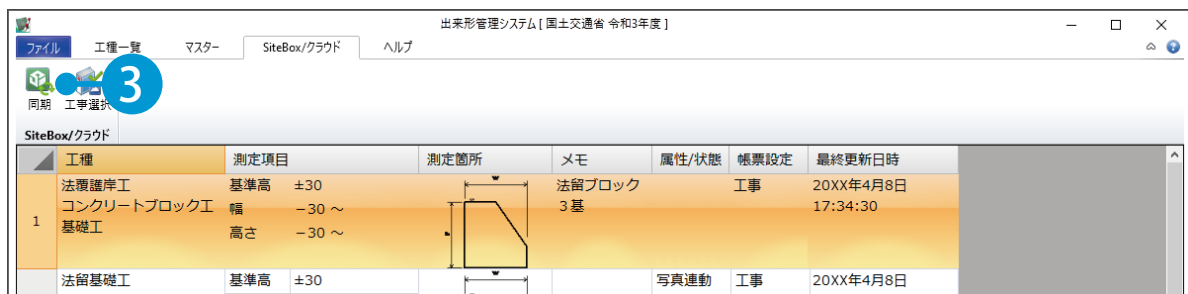 出来形管理システム [ 国土交通省 令和3年度 ]
ファイル 工種一覧 マスター SiteBox/クラウド ヘルプ
3
同期 工事選択
SiteBox/クラウド
工種 測定項目 測定箇所 メモ 属性/状態 帳票設定 最終更新日時
1
法覆護岸工 基準高 ±30 法留ブロック 工事 20XX年4月8日
コンクリートブロック工 幅 －30 ～ 3基 17:34:30
基礎工 高さ －30 ～
法留基礎工 基準高 ±30 写真連動 工事 20XX年4月8日